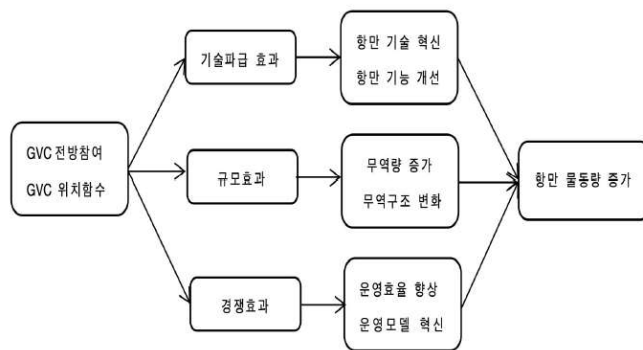 GVC 전방참여
GVC 위치함수
기술파급 효과
항만 기술 혁신
항만 기능 개선
규모효과
무역량 증가
무역구조 변화
경쟁효과
운영효율 향상
운영모델 혁신
항만 물동량 증가